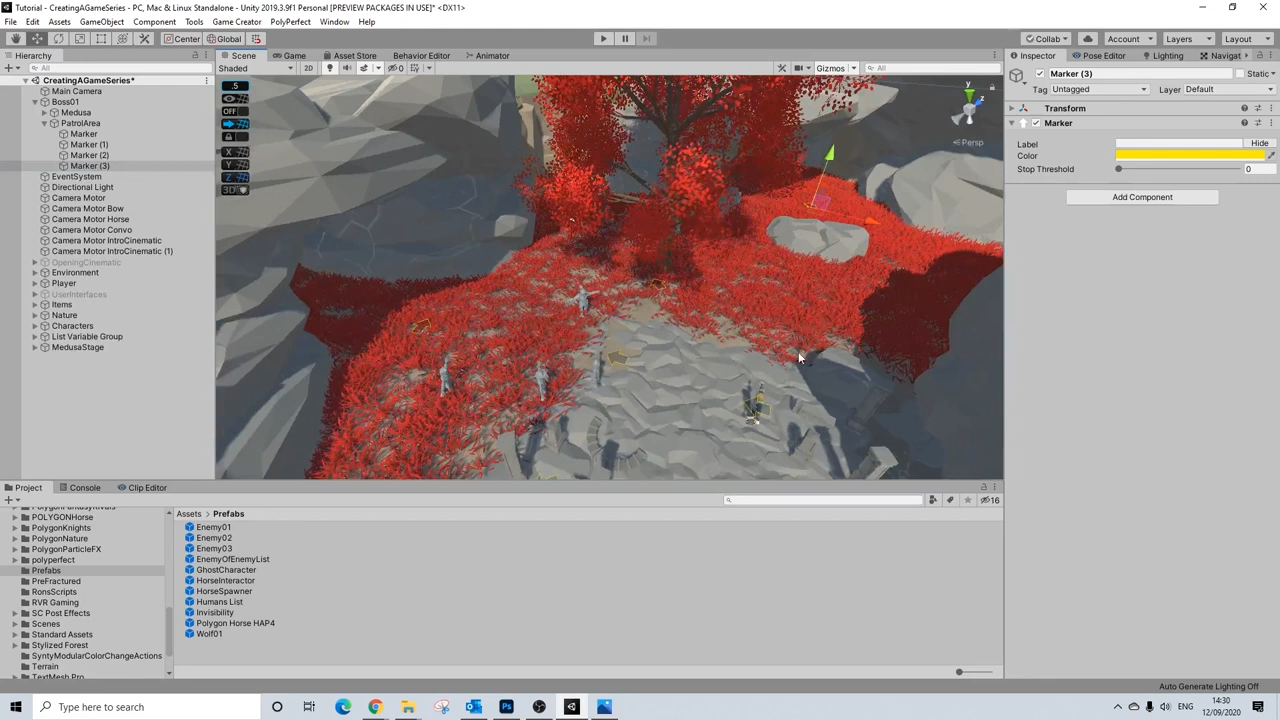 Tutorial - CreatingAGameSeries - PC, Mac & Linux Standalone - Unity 2019.3.9f1 Personal [PREVIEW PACKAGES IN USE]* <DX11>
File Edit Assets GameObject Component Tools Game Creator PolyPerfect Window Help
Center Global Collab Account Layers Layout
Hierarchy
All
CreatingAGameSeries*
Main Camera
Boss01
Medusa
PatrolArea
Marker
Marker (1)
Marker (2)
Marker (3)
EventSystem
Directional Light
Camera Motor
Camera Motor Bow
Camera Motor Horse
Camera Motor Convo
Camera Motor IntroCinematic
Camera Motor IntroCinematic (1)
OpeningCinematic
Environment
Player
UserInterfaces
Items
Nature
Characters
List Variable Group
MedusaStage
Scene Game Asset Store Behavior Editor Animator
Shaded 2D 0 Gizmos All
.5
OFF
X
Y
Z
3D
y
z
Persp
Inspector Pose Editor Lighting Navigat
Marker (3) Static
Tag Untagged Layer Default
Transform
Marker
Label Hide
Color
Stop Threshold 0
Add Component
Project Console Clip Editor
16
POLYGONHorse
PolygonKnights
PolygonNature
PolygonParticleFX
polyperfect
Prefabs
PreFractured
RonsScripts
RVR Gaming
SC Post Effects
Scenes
Standard Assets
Stylized Forest
SyntyModularColorChangeActions
Terrain
TextMesh Pro
Assets > Prefabs
Enemy01
Enemy02
Enemy03
EnemyOfEnemyList
GhostCharacter
HorseInteractor
HorseSpawner
Humans List
Invisibility
Polygon Horse HAP4
Wolf01
Auto Generate Lighting Off
Type here to search
14:30
12/09/2020